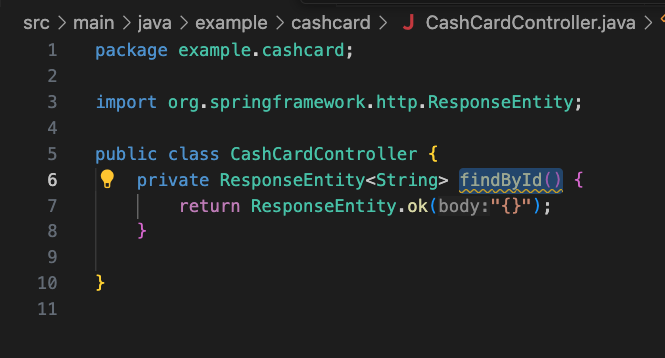 src > main > java > example > cashcard > J CashCardController.java >
1 package example.cashcard;
2
3 import org.springframework.http.ResponseEntity;
4
5 public class CashCardController {
6 private ResponseEntity<String> findById() {
7 return ResponseEntity.ok(body:"{}");
8 }
9
10 }
11